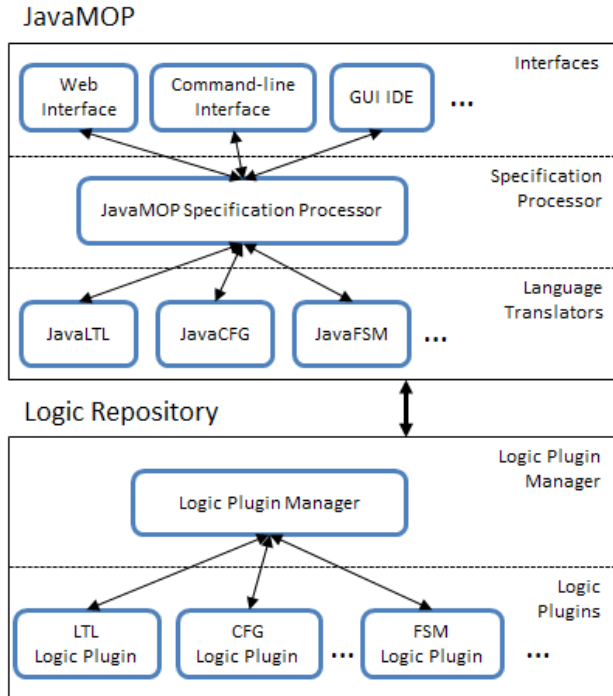 JavaMOP
Interfaces
Web
Interface
Command-line
Interface
GUI IDE
...
Specification
Processor
JavaMOP Specification Processor
Language
Translators
JavaLTL
JavaCFG
JavaFSM
...
Logic Repository
Logic Plugin
Manager
Logic Plugin Manager
Logic
Plugins
LTL
Logic Plugin
CFG
Logic Plugin
...
FSM
Logic Plugin
...